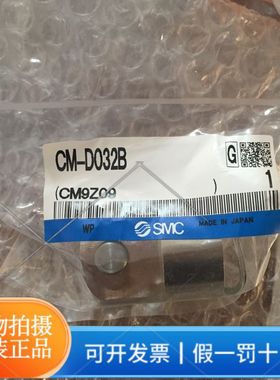 CM-D032B
G
(CM9Z09 )
1
WP
SMC
MADE IN JAPAN
物拍摄
装正品
可开发票 假一罚十